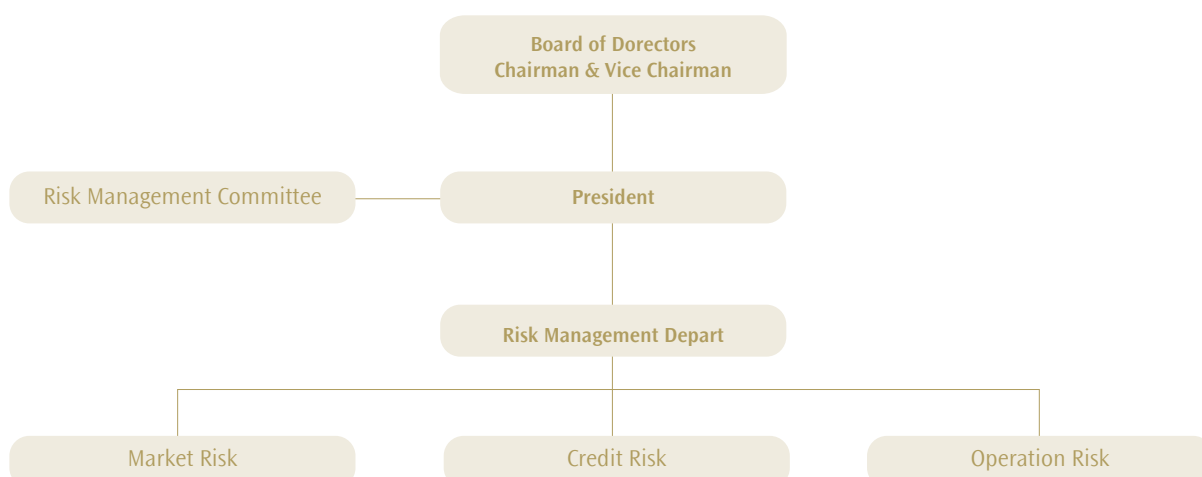 Board of Dorectors
Chairman & Vice Chairman
Risk Management Committee
President
Risk Management Depart
Market Risk
Credit Risk
Operation Risk